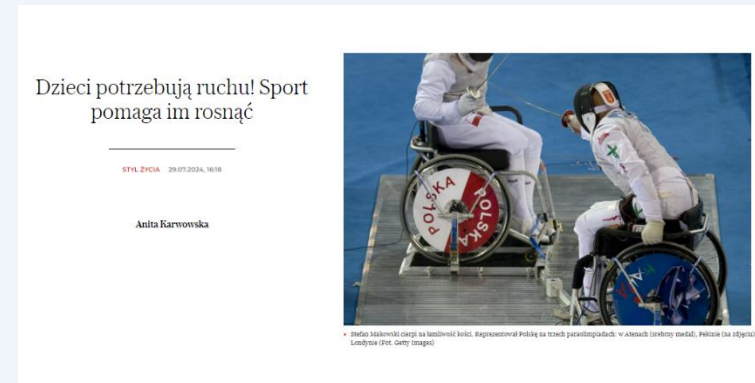 Dzieci potrzebują ruchu! Sport
pomaga im rosnąć
STYL ŻYCIA 29.07.2024, 16:18
Anita Karwowska
POLSKA
POLSKA
Stefan Makowski cierpi na łamliwość kości. Reprezentował Polskę na trzech paraolimpiadach: w Atenach (srebrny medal), Pekinie (na zdjęciu)
Londynie (Fot. Getty Images)